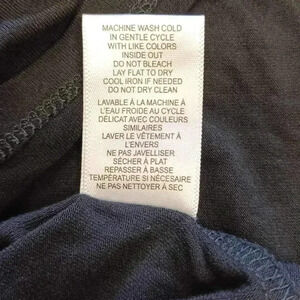 MACHINE WASH COLD
IN GENTLE CYCLE
WITH LIKE COLORS
INSIDE OUT
DO NOT BLEACH
LAY FLAT TO DRY
COOL IRON IF NEEDED
DO NOT DRY CLEAN
LAVABLE À LA MACHINE À
L'EAU FROIDE AU CYCLE
DÉLICAT AVEC COULEURS
SIMILAIRES
LAVER LE VÊTEMENT À
L'ENVERS
NE PAS JAVELLISER
SÉCHER À PLAT
REPASSER À BASSE
TEMPÉRATURE SI NÉCESAIRE
NE PAS NETTOYER À SEC